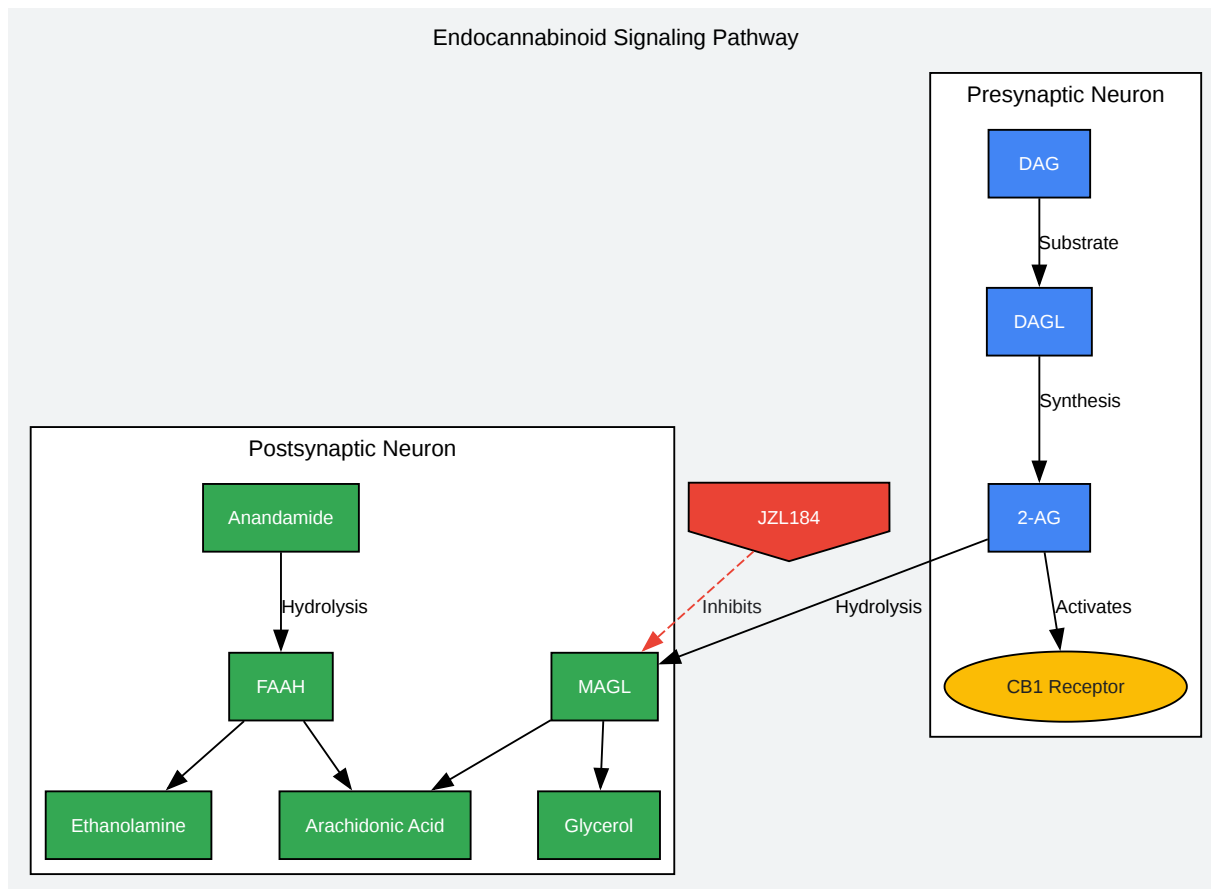 Endocannabinoid Signaling Pathway
Presynaptic Neuron
DAG
Substrate
DAGL
Synthesis
2-AG
Activates
CB1 Receptor
Hydrolysis
JZL184
Inhibits
Postsynaptic Neuron
Anandamide
Hydrolysis
FAAH
MAGL
Ethanolamine
Arachidonic Acid
Glycerol